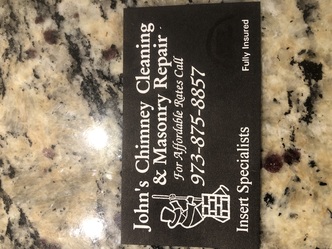 John's Chimney Cleaning
& Masonry Repair
For Affordable Rates Call
973-875-8857
Insert Specialists
Fully Insured